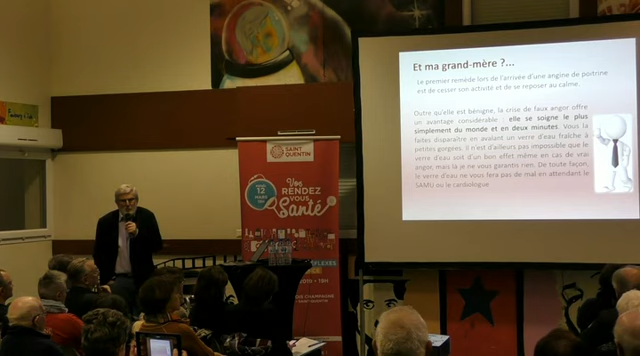 Et ma grand-mère ?...
Le premier remède lors de l'arrivée d'une angine de poitrine
est de cesser son activité et de se reposer au calme.
Outre qu'elle est bénigne, la crise de faux angor offre
un avantage considérable : elle se soigne le plus
simplement du monde et en deux minutes. Vous la
faites disparaître en avalant un verre d'eau fraîche à
petites gorgées. Il n'est d'ailleurs pas impossible que le
verre d'eau soit d'un bon effet même en cas de vrai
angor, mais là je ne vous garantis rien. De toute façon,
le verre d'eau ne vous fera pas de mal en attendant le
SAMU ou le cardiologue
SAINT
QUENTIN
12
MARS
18H
Vos
RENDEZ
VOUS
Santé
CHAMPAGNE
SAINT QUENTIN